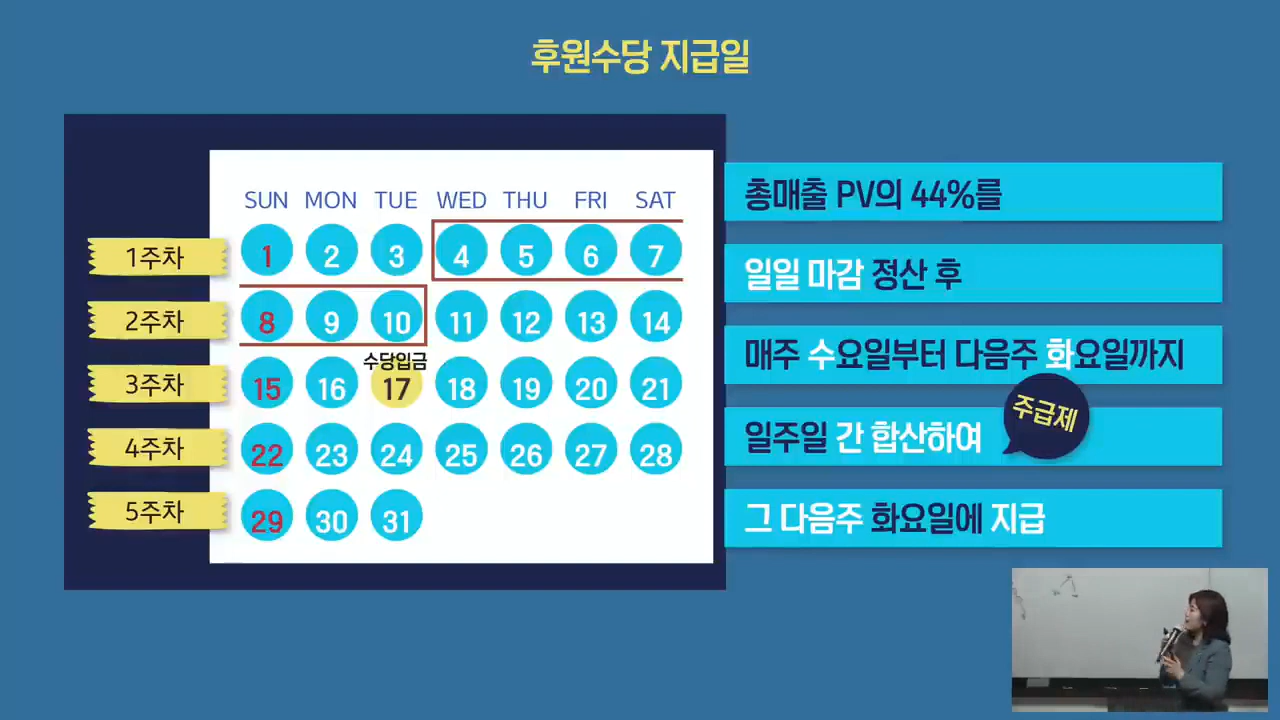 후원수당 지급일
SUN MON TUE WED THU FRI SAT
1주차 1 2 3 4 5 6 7
2주차 8 9 10 11 12 13 14
수당입금
3주차 15 16 17 18 19 20 21
4주차 22 23 24 25 26 27 28
5주차 29 30 31
총매출 PV의 44%를
일일 마감 정산 후
매주 수요일부터 다음주 화요일까지
주급제
일주일 간 합산하여
그 다음주 화요일에 지급